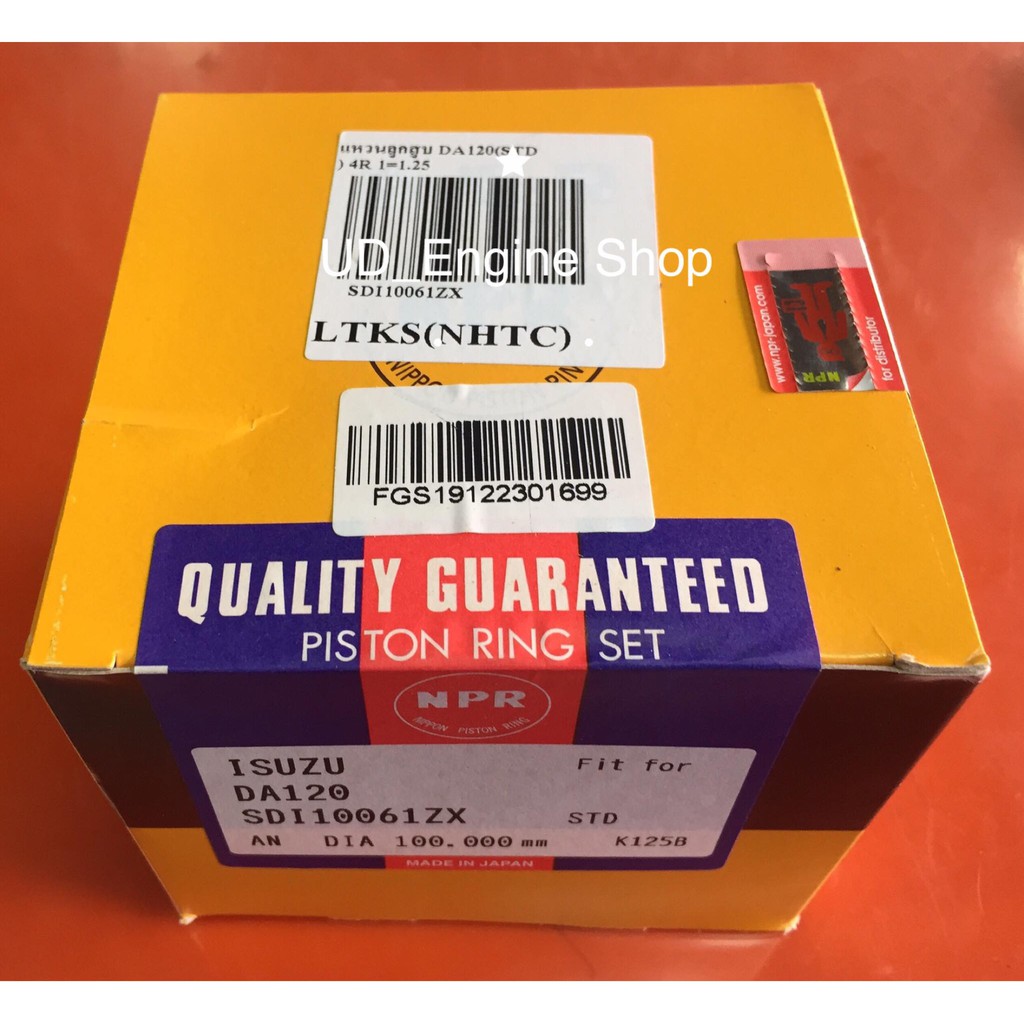 แหวนลูกสูบ DA120(STD
) 4R 1=1.25
SDI10061ZX
LTKS(NHTC)
UD Engine Shop
www.npr-japan.com
NPR
for distributor
NIPPO
RIN
FGS19122301699
QUALITY GUARANTEED
PISTON RING SET
NPR
NIPPON PISTON RING
ISUZU Fit for
DA120
SDI10061ZX STD
AN DIA 100.000 mm K125B
MADE IN JAPAN